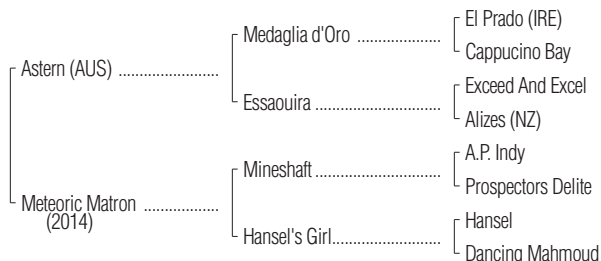 El Prado (IRE)
Medaglia d'Oro ....................
Cappucino Bay
Astern (AUS) ........................
Exceed And Excel
Essaouira ..............................
Alizes (NZ)
A.P. Indy
Mineshaft ..............................
Prospectors Delite
Meteoric Matron ..................
(2014)
Hansel
Hansel's Girl..........................
Dancing Mahmoud